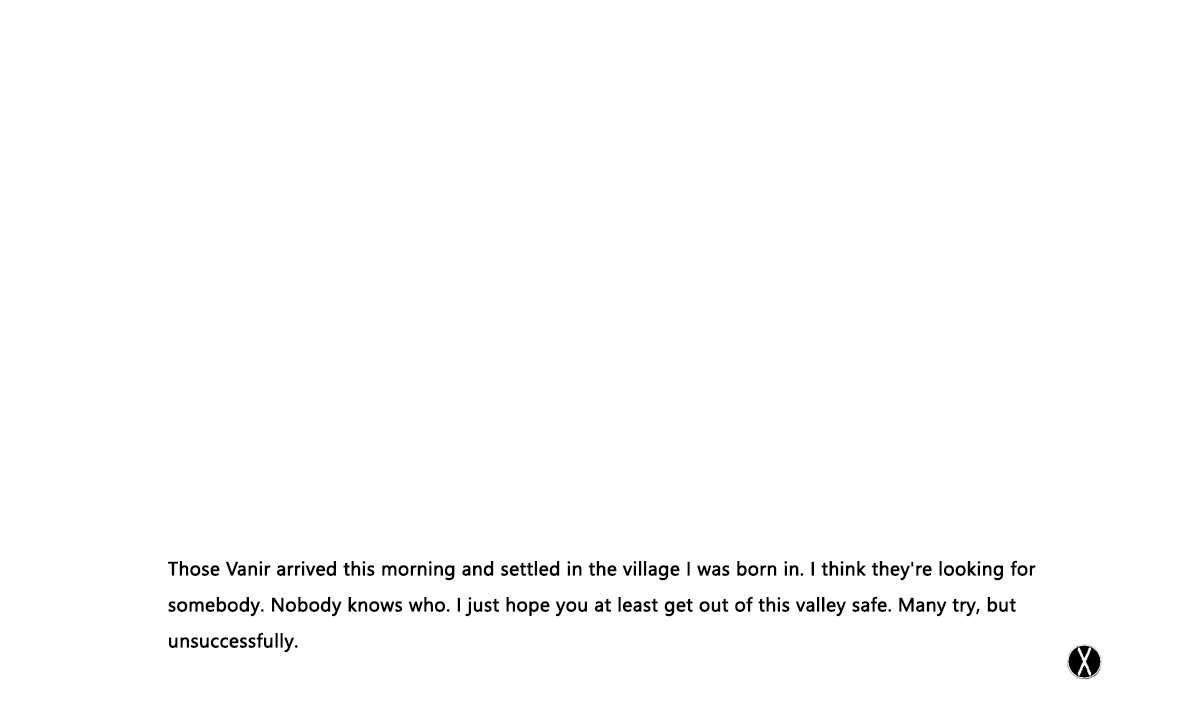 Those Vanir arrived this morning and settled in the village I was born in. I think they're looking for
somebody. Nobody knows who. I just hope you at least get out of this valley safe. Many try, but
unsuccessfully.
X